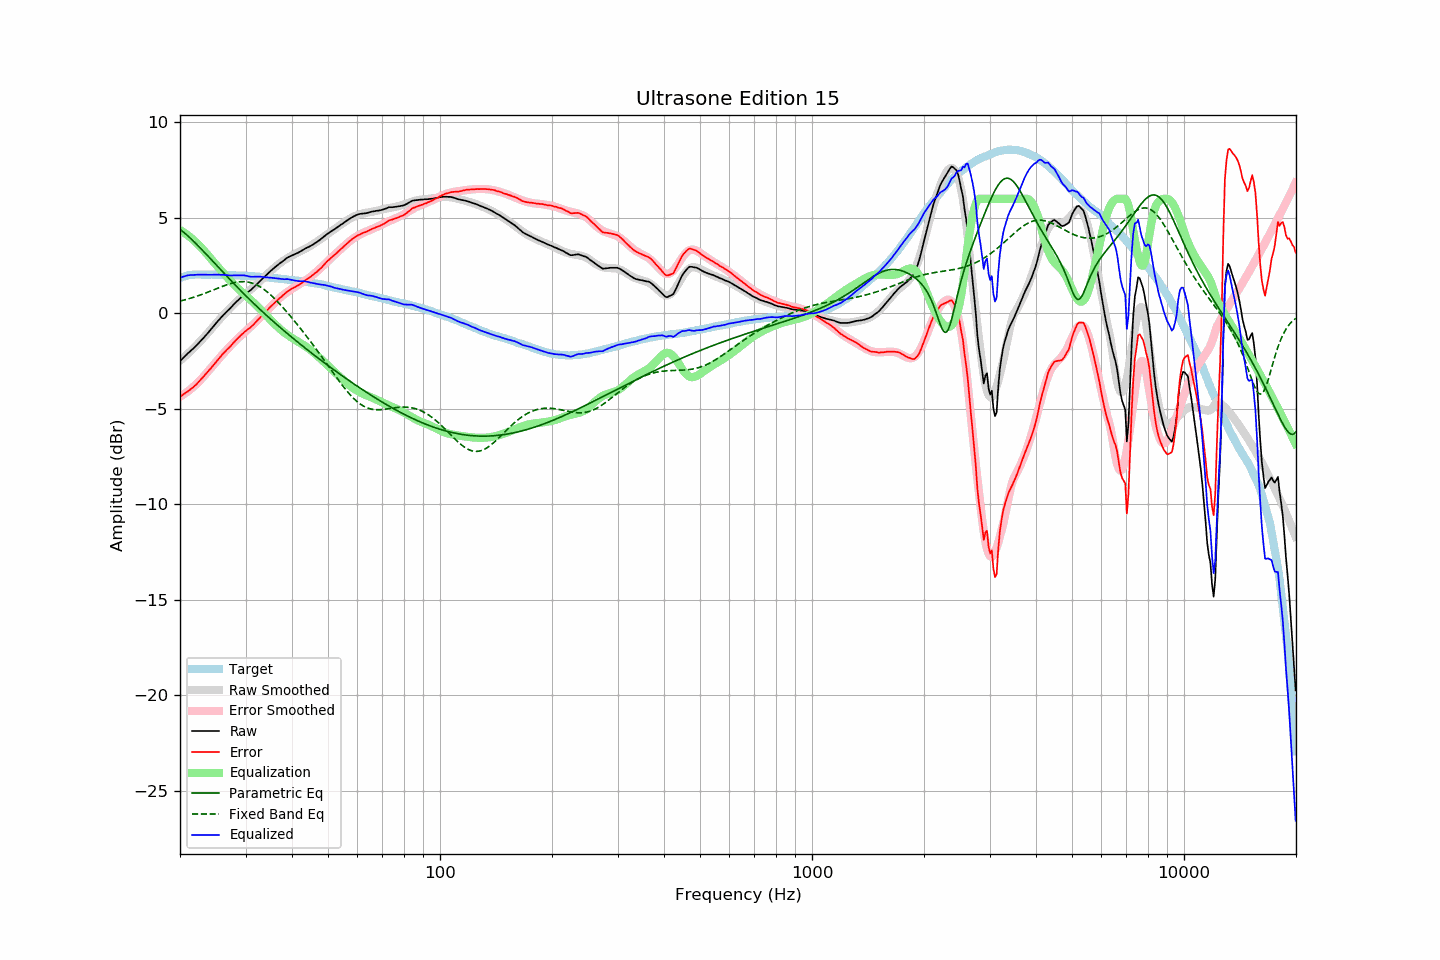 Ultrasone Edition 15
10
5
0
−5
−10
−15
−20
−25
Amplitude (dBr)
100
1000
10000
Frequency (Hz)
Target
Raw Smoothed
Error Smoothed
Raw
Error
Equalization
Parametric Eq
Fixed Band Eq
Equalized